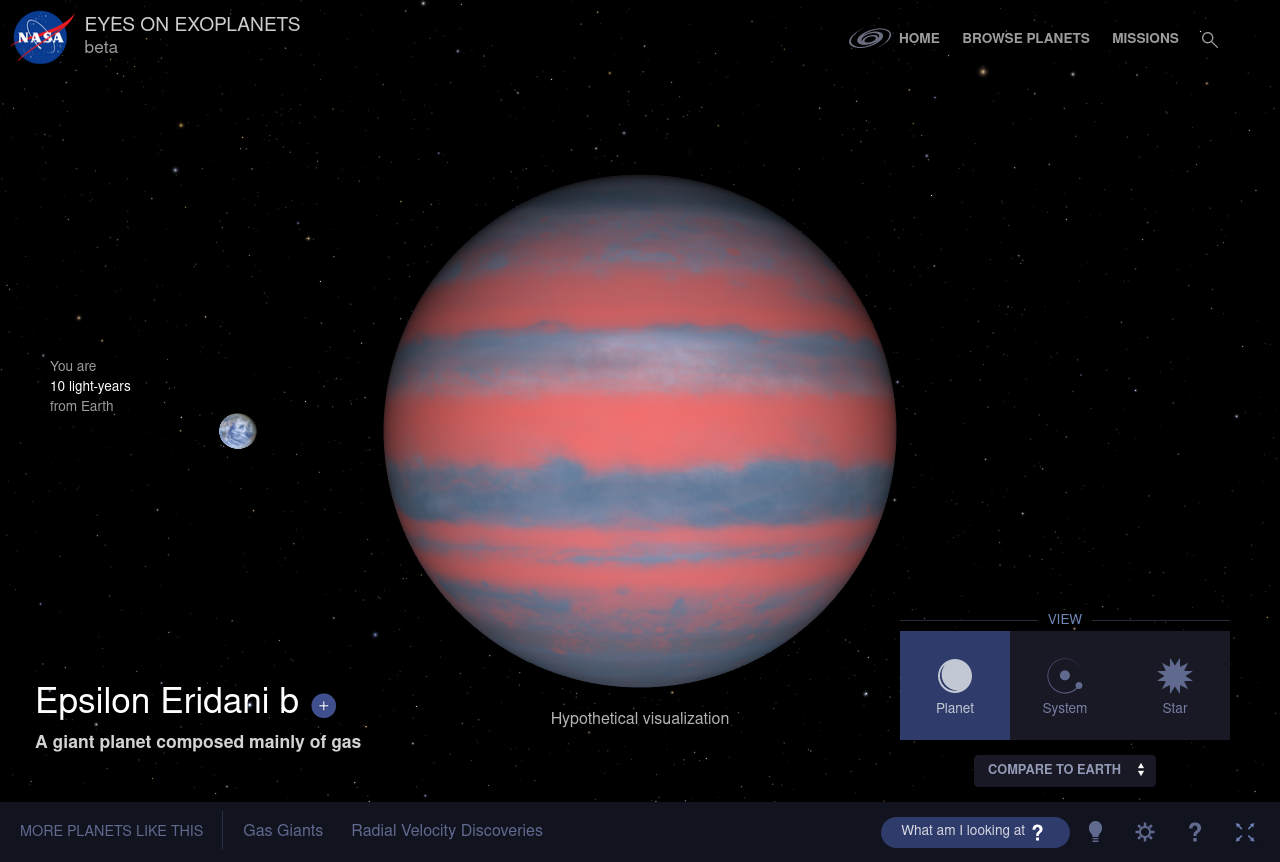 NASA
EYES ON EXOPLANETS
beta
HOME
BROWSE PLANETS
MISSIONS
You are
10 light-years
from Earth
Epsilon Eridani b +
A giant planet composed mainly of gas
Hypothetical visualization
VIEW
Planet
System
Star
COMPARE TO EARTH
MORE PLANETS LIKE THIS
Gas Giants
Radial Velocity Discoveries
What am I looking at ?
?